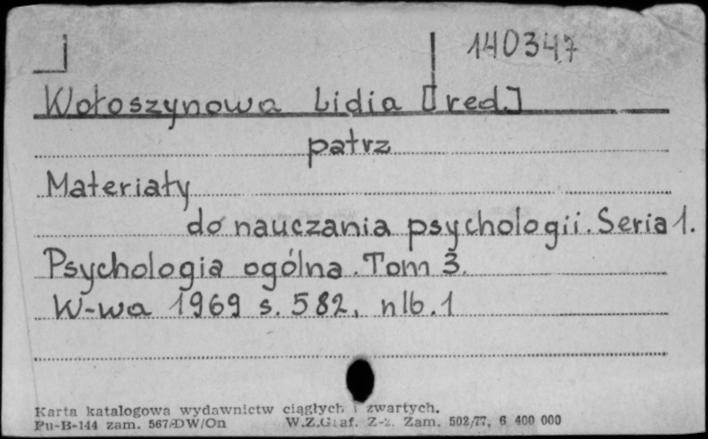 140347
Wołoszynowa Lidia [red.]
patrz
Materiały
do nauczania psychologii. Seria 1.
Psychologia ogólna. Tom 3.
W-wa 1969 s. 582, nlb. 1
Karta katalogowa wydawnictw ciągłych i zwartych.
Pu-B-144 zam. 567/DW/On W.Z.Graf. Z-z. Zam. 502/77, 6 400 000